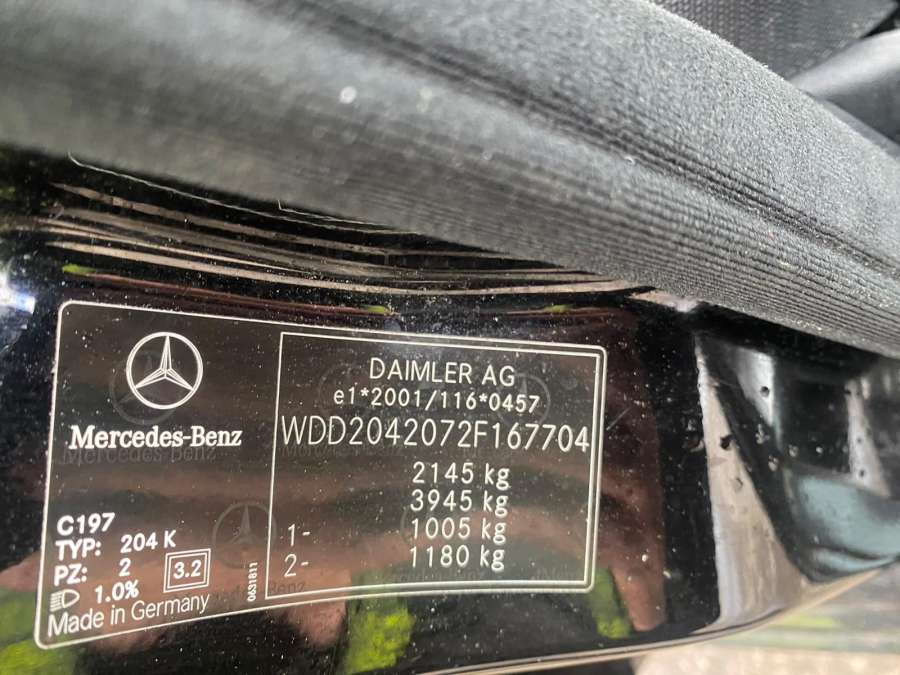 Mercedes-Benz
C197
TYP: 204 K
PZ: 2
3.2
1.0%
Made in Germany
0631811
DAIMLER AG
e1*2001/116*0457
WDD2042072F167704
2145 kg
3945 kg
1- 1005 kg
2- 1180 kg